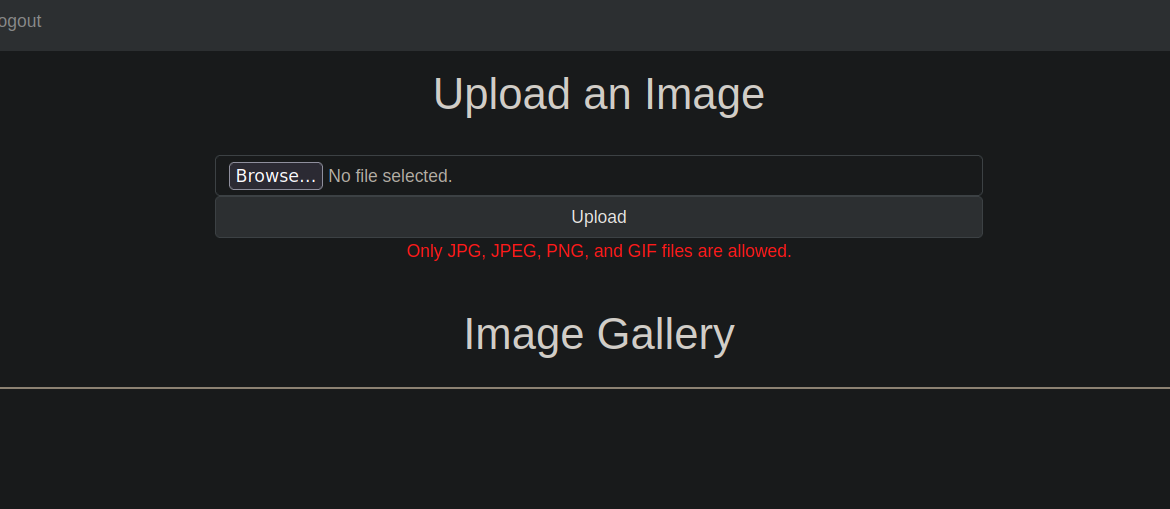 ogout
Upload an Image
Browse... No file selected.
Upload
Only JPG, JPEG, PNG, and GIF files are allowed.
Image Gallery